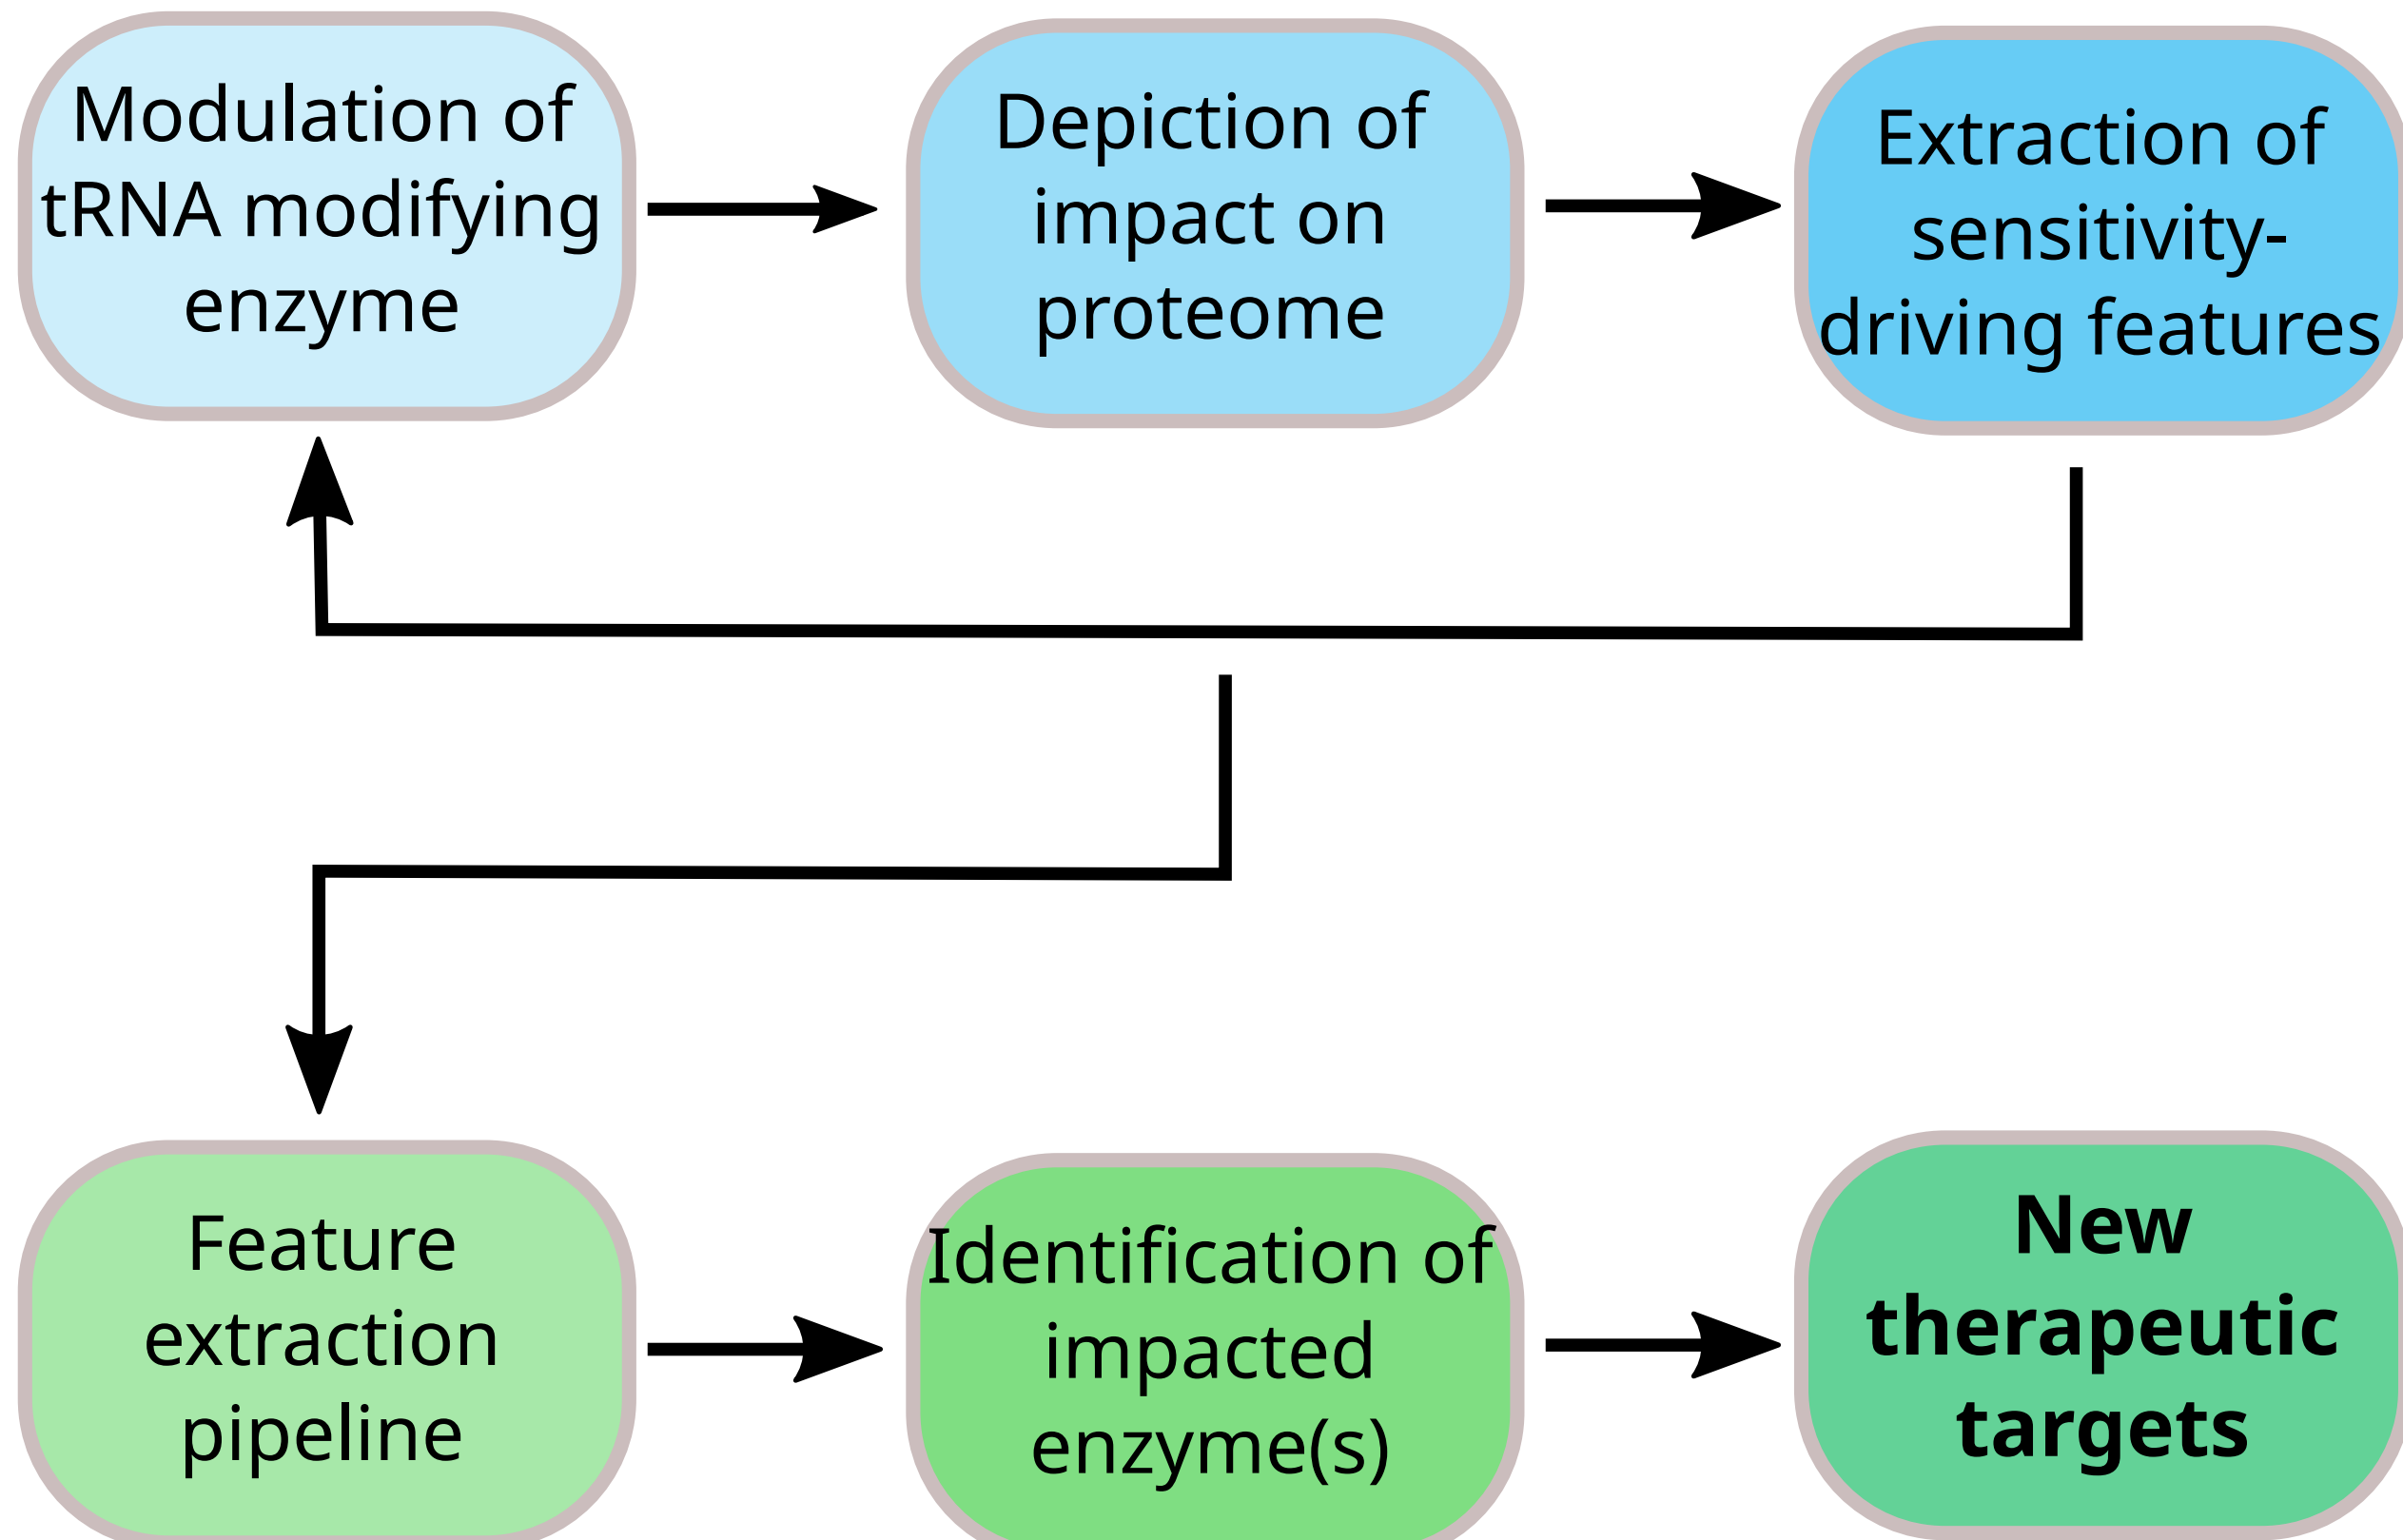 Modulation of
tRNA modifying
enzyme
Depiction of
impact on
proteome
Extraction of
sensitivity-
driving features
Feature
extraction
pipeline
Identification of
impacted
enzyme(s)
New
therapeutic
targets